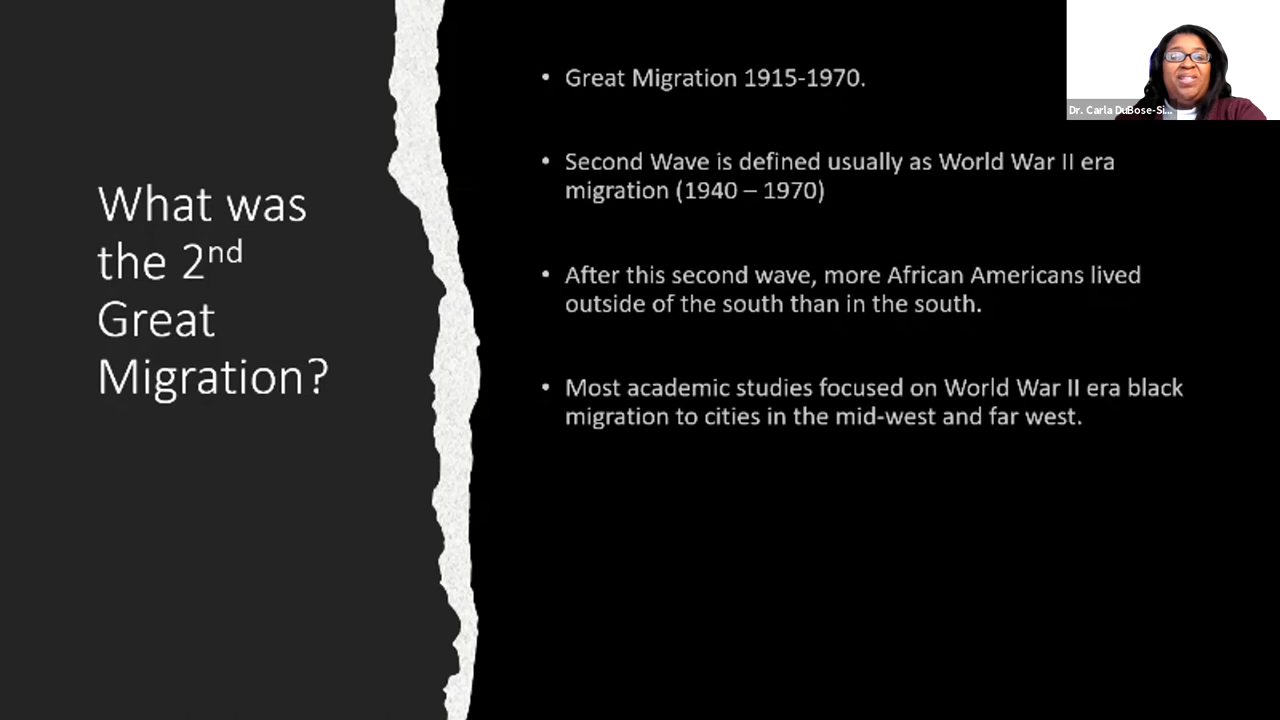 What was
the 2nd
Great
Migration?
• Great Migration 1915-1970.
• Second Wave is defined usually as World War II era
migration (1940 – 1970)
• After this second wave, more African Americans lived
outside of the south than in the south.
• Most academic studies focused on World War II era black
migration to cities in the mid-west and far west.
Dr. Carla DuBose-Si...